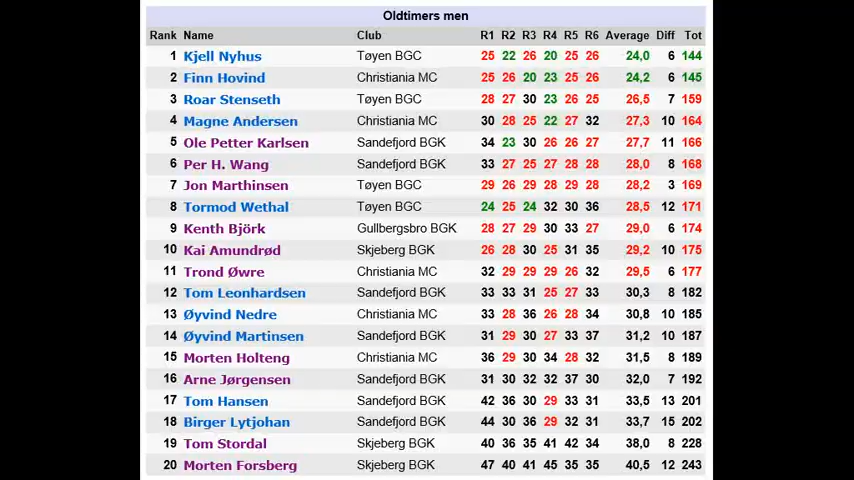 Oldtimers men
Rank Name Club R1 R2 R3 R4 R5 R6 Average Diff Tot
1 Kjell Nyhus Tøyen BGC 25 22 26 20 25 26 24,0 6 144
2 Finn Hovind Christiania MC 25 26 20 23 25 26 24,2 6 145
3 Roar Stenseth Tøyen BGC 28 27 30 23 26 25 26,5 7 159
4 Magne Andersen Christiania MC 30 28 25 22 27 32 27,3 10 164
5 Ole Petter Karlsen Sandefjord BGK 34 23 30 26 26 27 27,7 11 166
6 Per H. Wang Sandefjord BGK 33 27 25 27 28 28 28,0 8 168
7 Jon Marthinsen Tøyen BGC 29 26 29 28 29 28 28,2 3 169
8 Tormod Wethal Tøyen BGC 24 25 24 32 30 36 28,5 12 171
9 Kenth Björk Gullbergsbro BGK 28 27 29 30 33 27 29,0 6 174
10 Kai Amundrød Skjeberg BGK 26 28 30 25 31 35 29,2 10 175
11 Trond Øwre Christiania MC 32 29 29 29 26 32 29,5 6 177
12 Tom Leonhardsen Sandefjord BGK 33 33 31 25 27 33 30,3 8 182
13 Øyvind Nedre Christiania MC 33 28 36 26 28 34 30,8 10 185
14 Øyvind Martinsen Sandefjord BGK 31 29 30 27 33 37 31,2 10 187
15 Morten Holteng Christiania MC 36 29 30 34 28 32 31,5 8 189
16 Arne Jørgensen Sandefjord BGK 31 30 32 32 37 30 32,0 7 192
17 Tom Hansen Sandefjord BGK 42 36 30 29 33 31 33,5 13 201
18 Birger Lytjohan Sandefjord BGK 44 30 36 29 32 31 33,7 15 202
19 Tom Stordal Skjeberg BGK 40 36 35 41 42 34 38,0 8 228
20 Morten Forsberg Skjeberg BGK 47 40 41 45 35 35 40,5 12 243